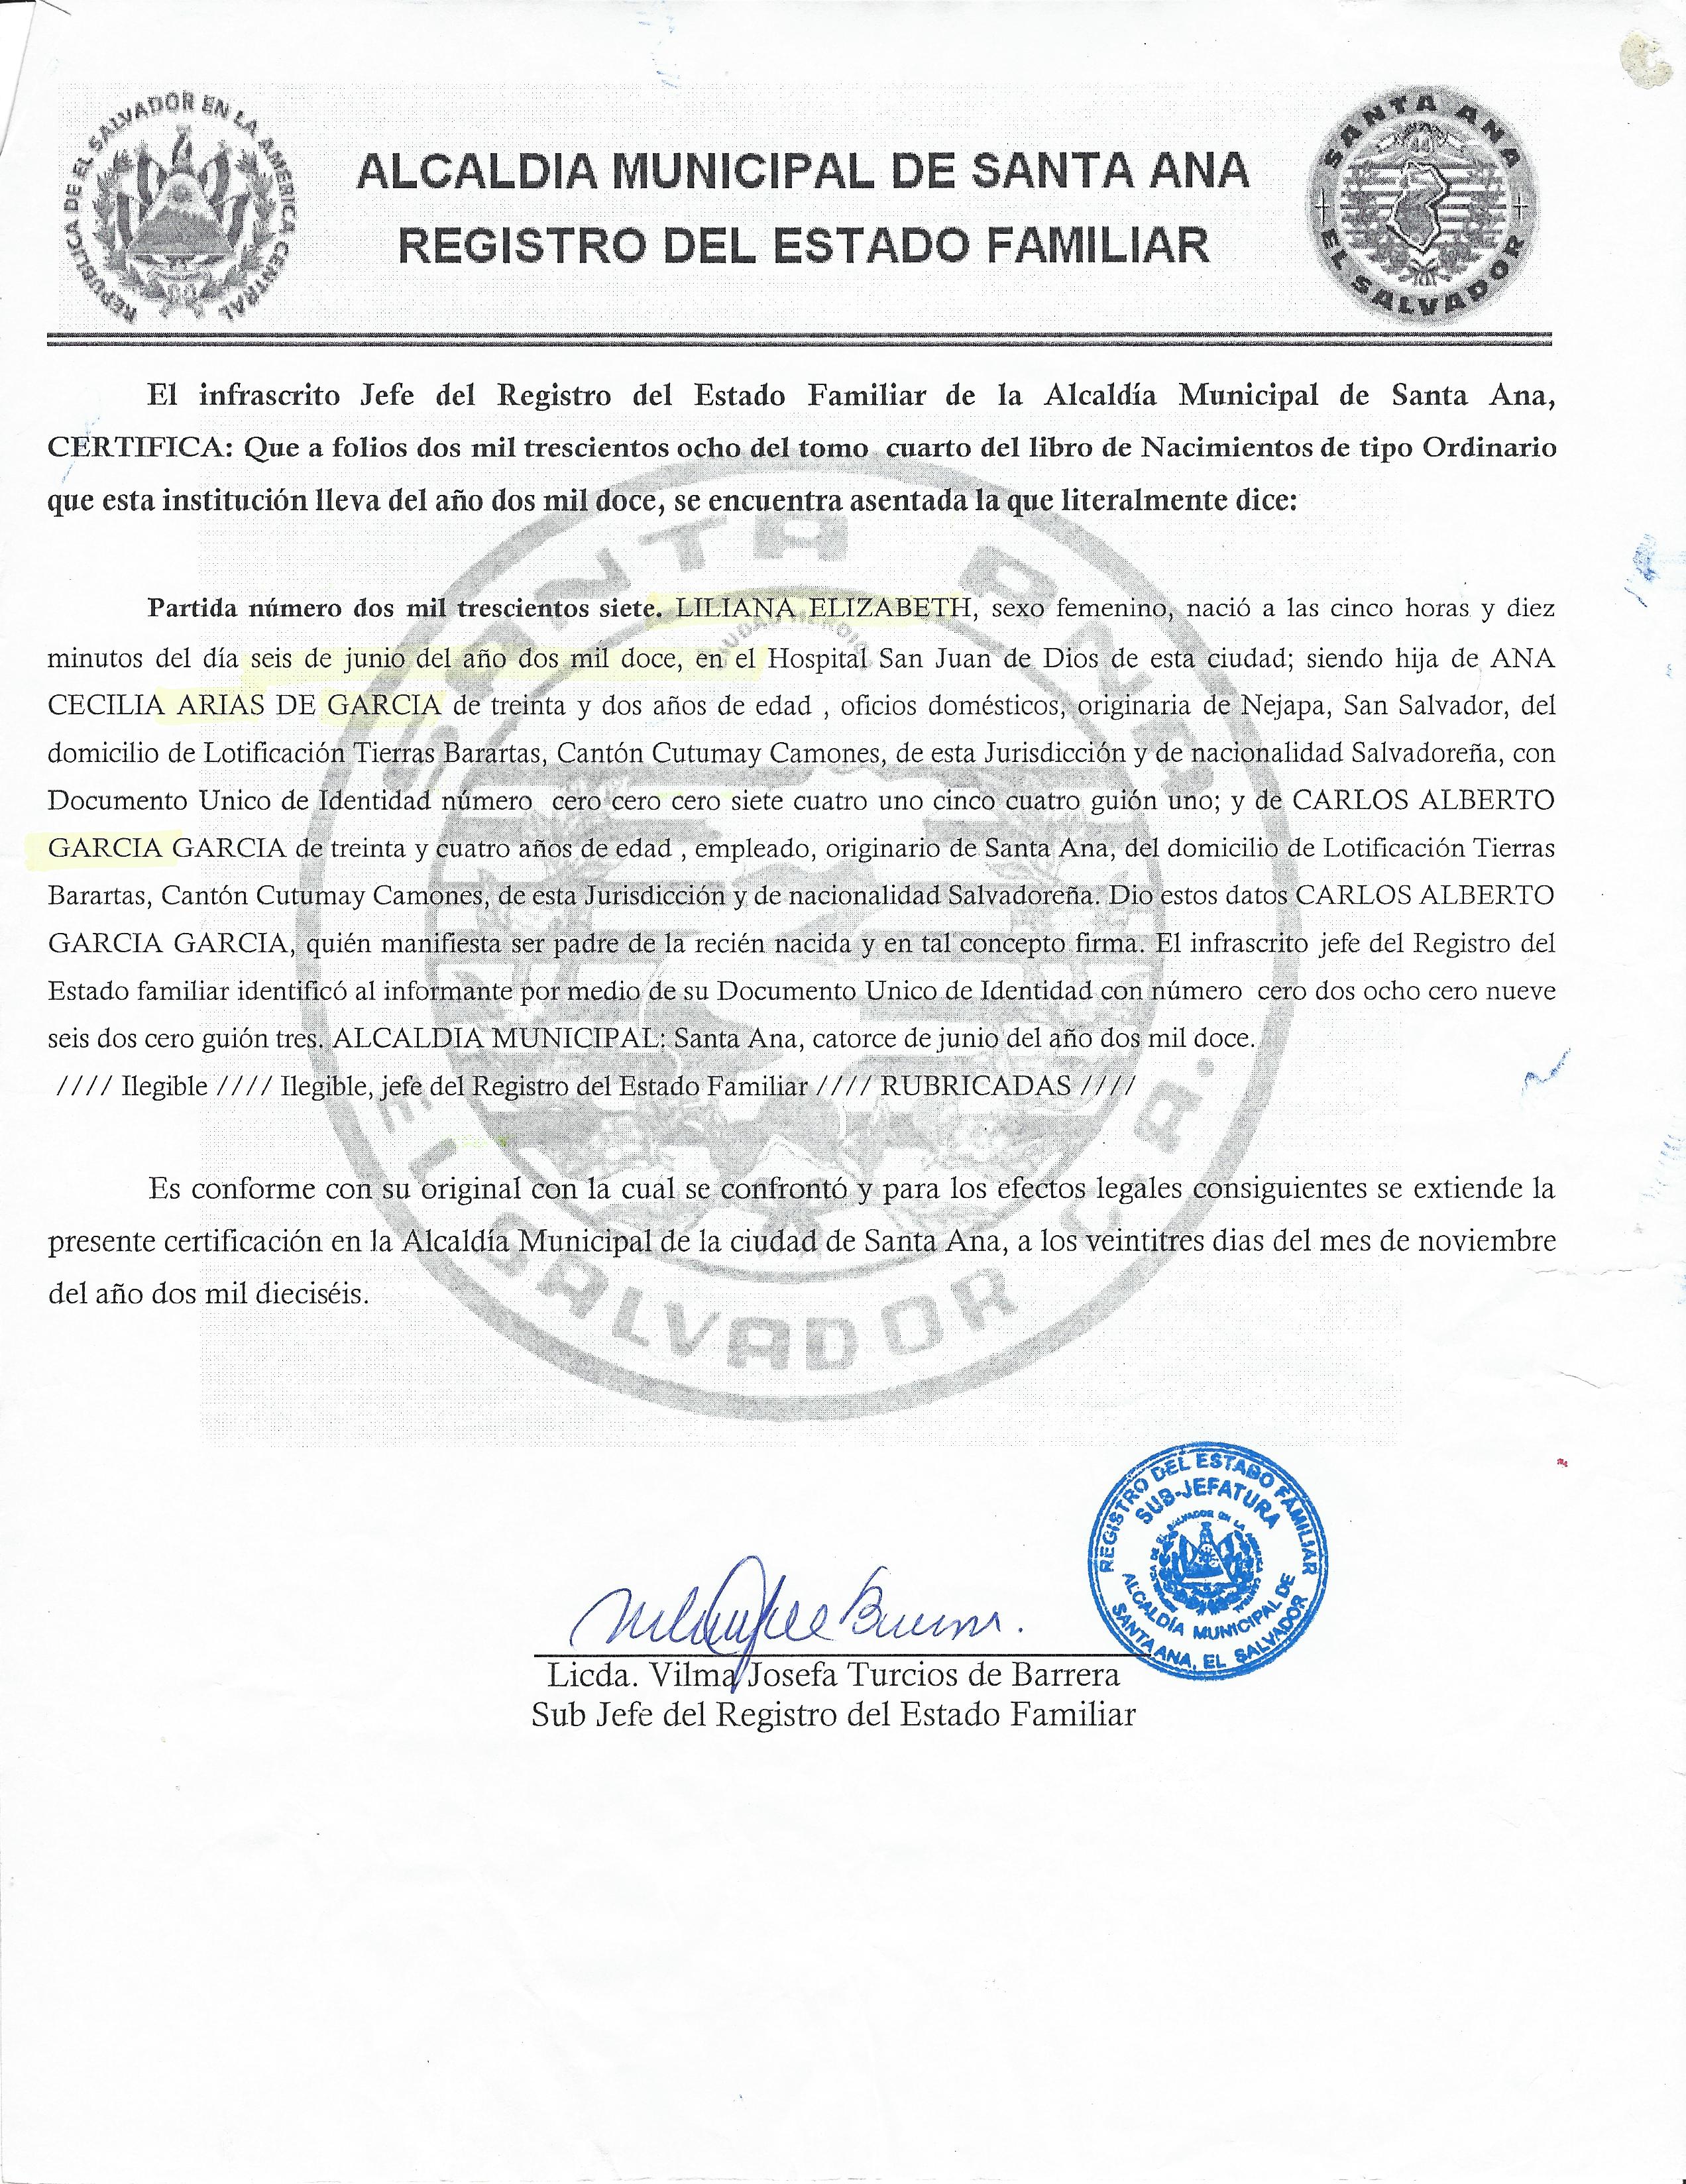 REPUBLICA DE EL SALVADOR EN LA AMERICA CENTRAL
ALCALDIA MUNICIPAL DE SANTA ANA
REGISTRO DEL ESTADO FAMILIAR
SANTA ANA
EL SALVADOR
El infrascrito Jefe del Registro del Estado Familiar de la Alcaldía Municipal de Santa Ana,
CERTIFICA: Que a folios dos mil trescientos ocho del tomo cuarto del libro de Nacimientos de tipo Ordinario
que esta institución lleva del año dos mil doce, se encuentra asentada la que literalmente dice:
Partida número dos mil trescientos siete. LILIANA ELIZABETH, sexo femenino, nació a las cinco horas y diez
minutos del día seis de junio del año dos mil doce, en el Hospital San Juan de Dios de esta ciudad; siendo hija de ANA
CECILIA ARIAS DE GARCIA de treinta y dos años de edad , oficios domésticos, originaria de Nejapa, San Salvador, del
domicilio de Lotificación Tierras Barartas, Cantón Cutumay Camones, de esta Jurisdicción y de nacionalidad Salvadoreña, con
Documento Unico de Identidad número cero cero cero siete cuatro uno cinco cuatro guión uno; y de CARLOS ALBERTO
GARCIA GARCIA de treinta y cuatro años de edad , empleado, originario de Santa Ana, del domicilio de Lotificación Tierras
Barartas, Cantón Cutumay Camones, de esta Jurisdicción y de nacionalidad Salvadoreña. Dio estos datos CARLOS ALBERTO
GARCIA GARCIA, quién manifiesta ser padre de la recién nacida y en tal concepto firma. El infrascrito jefe del Registro del
Estado familiar identificó al informante por medio de su Documento Unico de Identidad con número cero dos ocho cero nueve
seis dos cero guión tres. ALCALDIA MUNICIPAL: Santa Ana, catorce de junio del año dos mil doce.
//// Ilegible //// Ilegible, jefe del Registro del Estado Familiar //// RUBRICADAS ////
Es conforme con su original con la cual se confrontó y para los efectos legales consiguientes se extiende la
presente certificación en la Alcaldía Municipal de la ciudad de Santa Ana, a los veintitres dias del mes de noviembre
del año dos mil dieciséis.
SANTA ANA
EL SALVADOR C.A.
REGISTRO DEL ESTADO FAMILIAR
SUB-JEFATURA
ALCALDÍA MUNICIPAL DE
SANTA ANA, EL SALVADOR
Licda. Vilma Josefa Turcios de Barrera
Sub Jefe del Registro del Estado Familiar